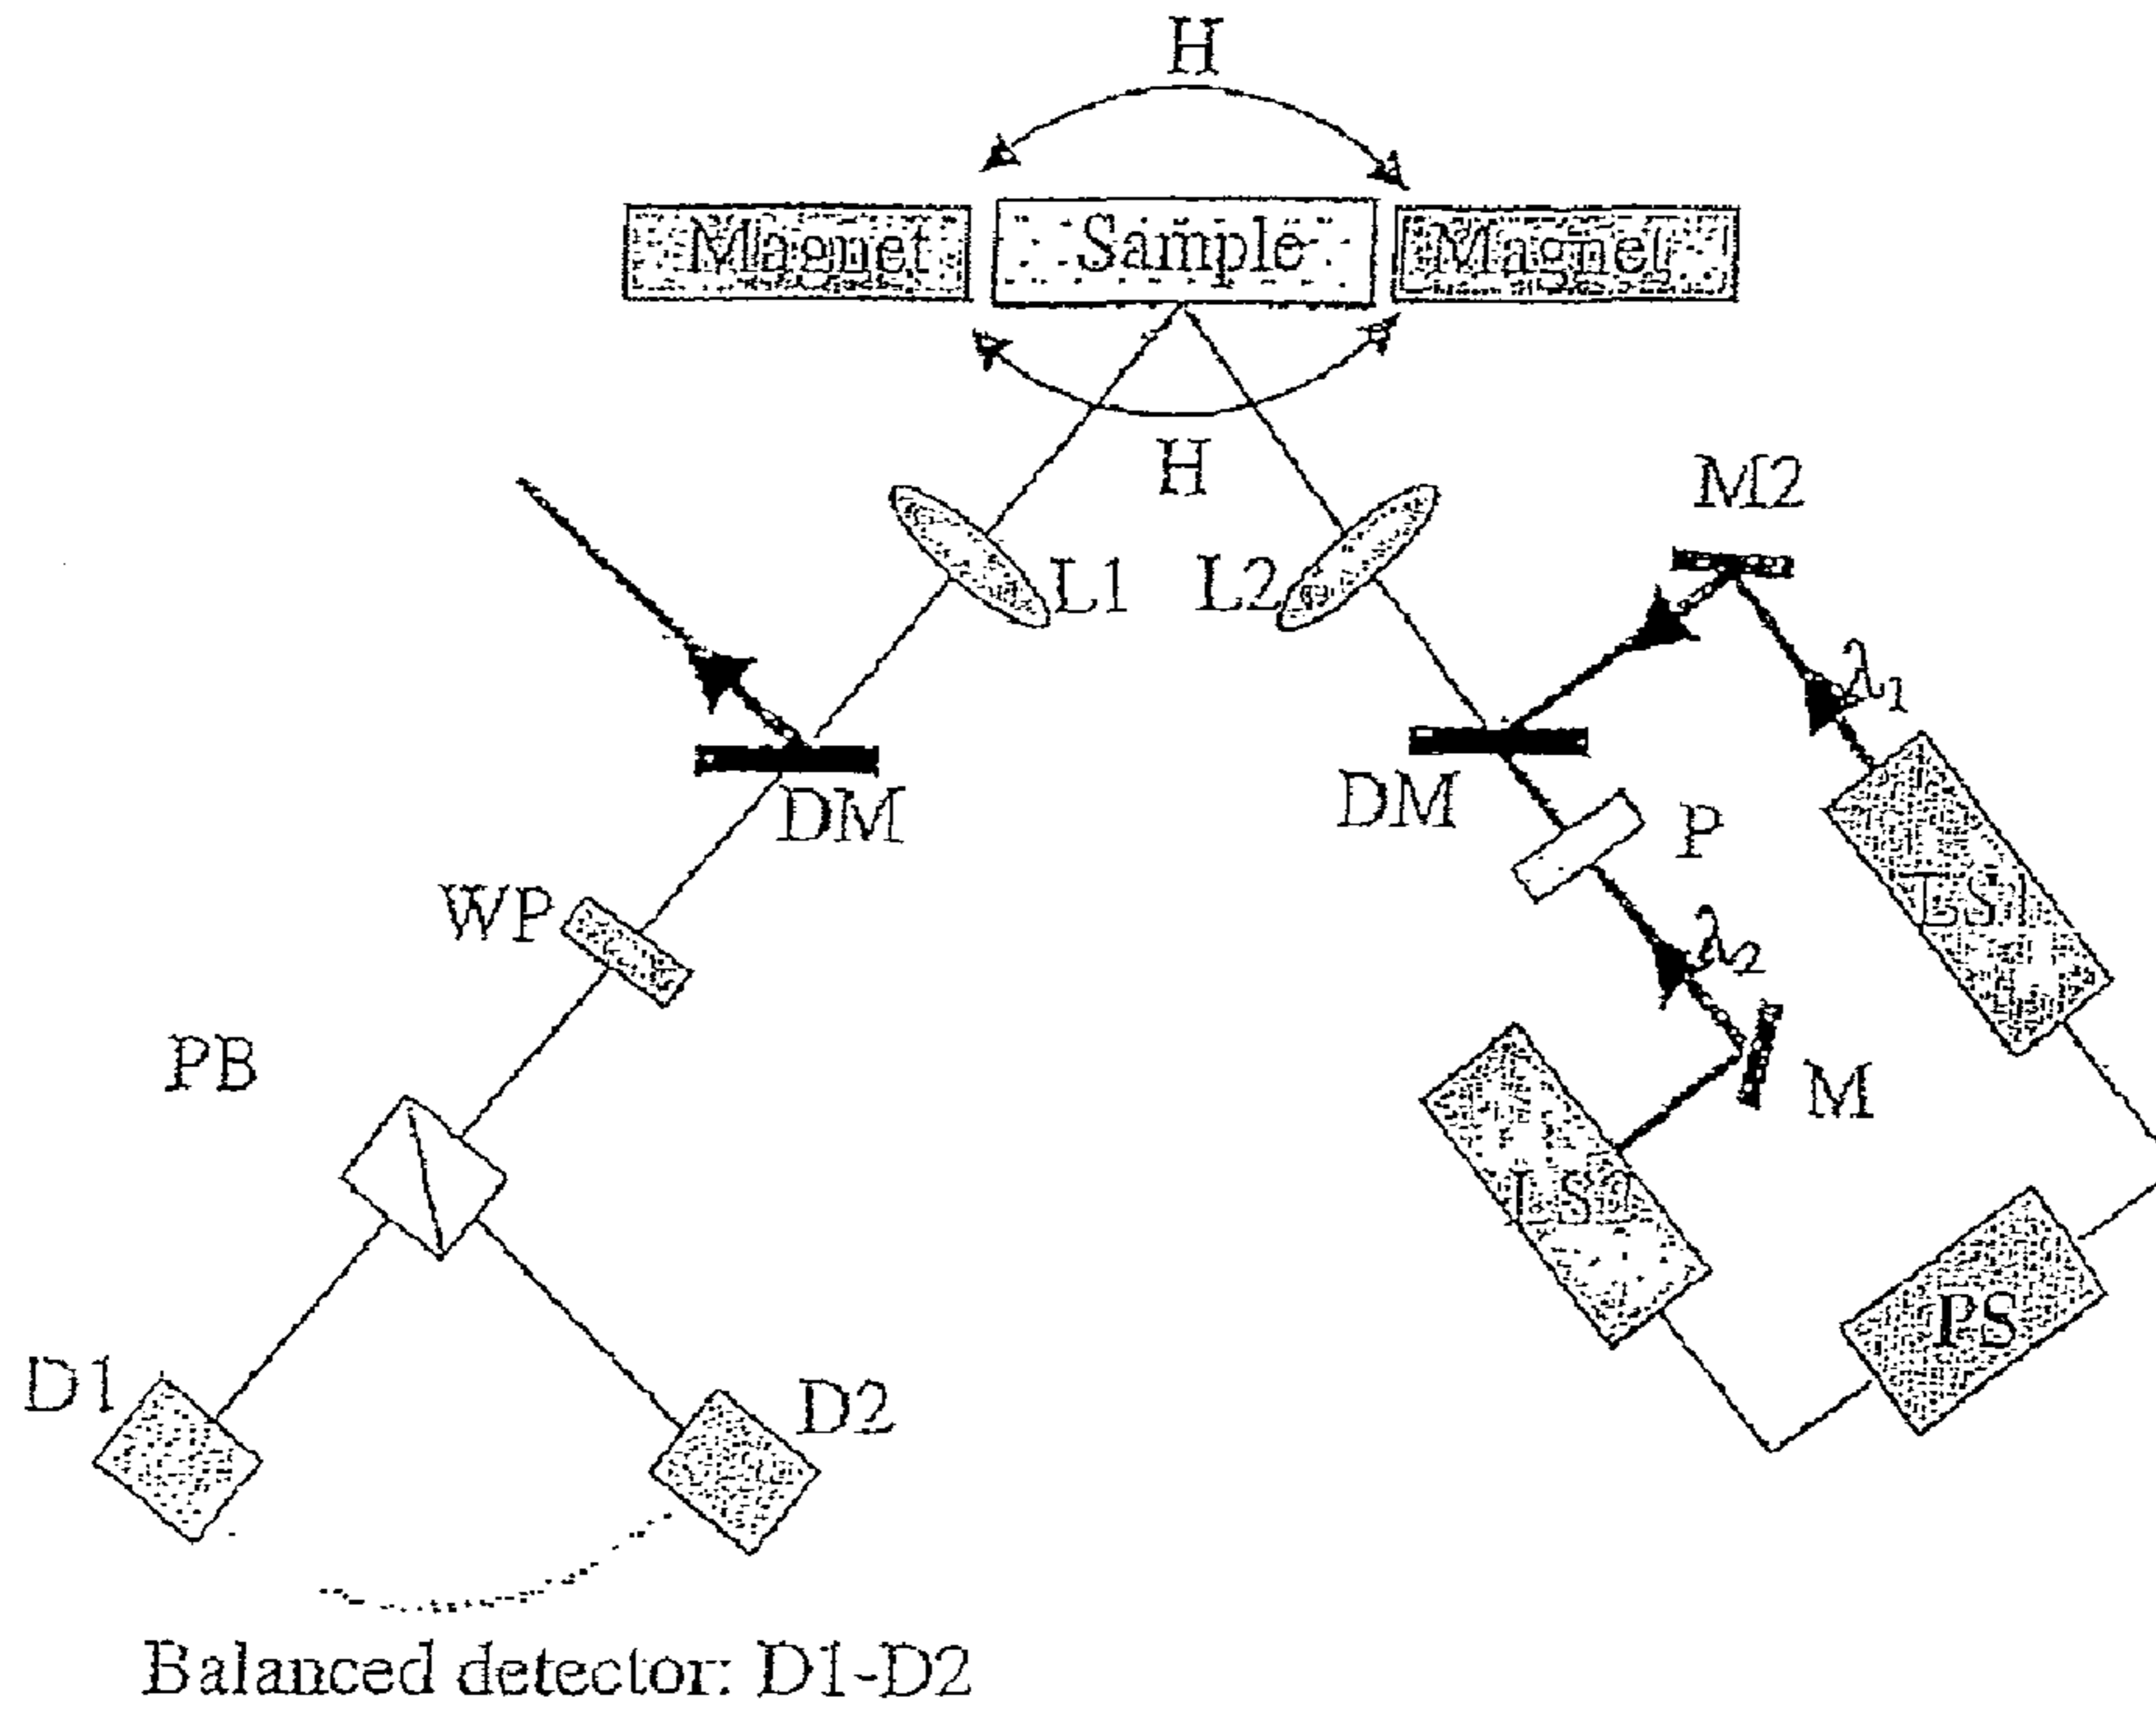 H
Magnet Sample Magnet
H
M2
L1 L2
λ1
DM DM P
LS1
WP
λ2
PB M
LS2
PS
D1 D2
Balanced detector: D1-D2